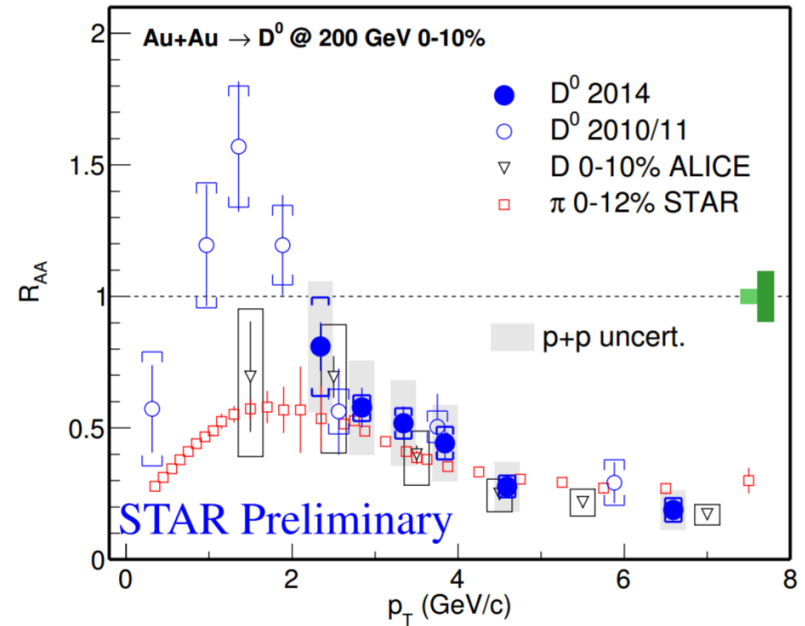 Au+Au → D⁰ @ 200 GeV 0-10%
D⁰ 2014
D⁰ 2010/11
D 0-10% ALICE
π 0-12% STAR
p+p uncert.
STAR Preliminary
R_AA
2
1.5
1
0.5
0
0 2 4 6 8
p_T (GeV/c)